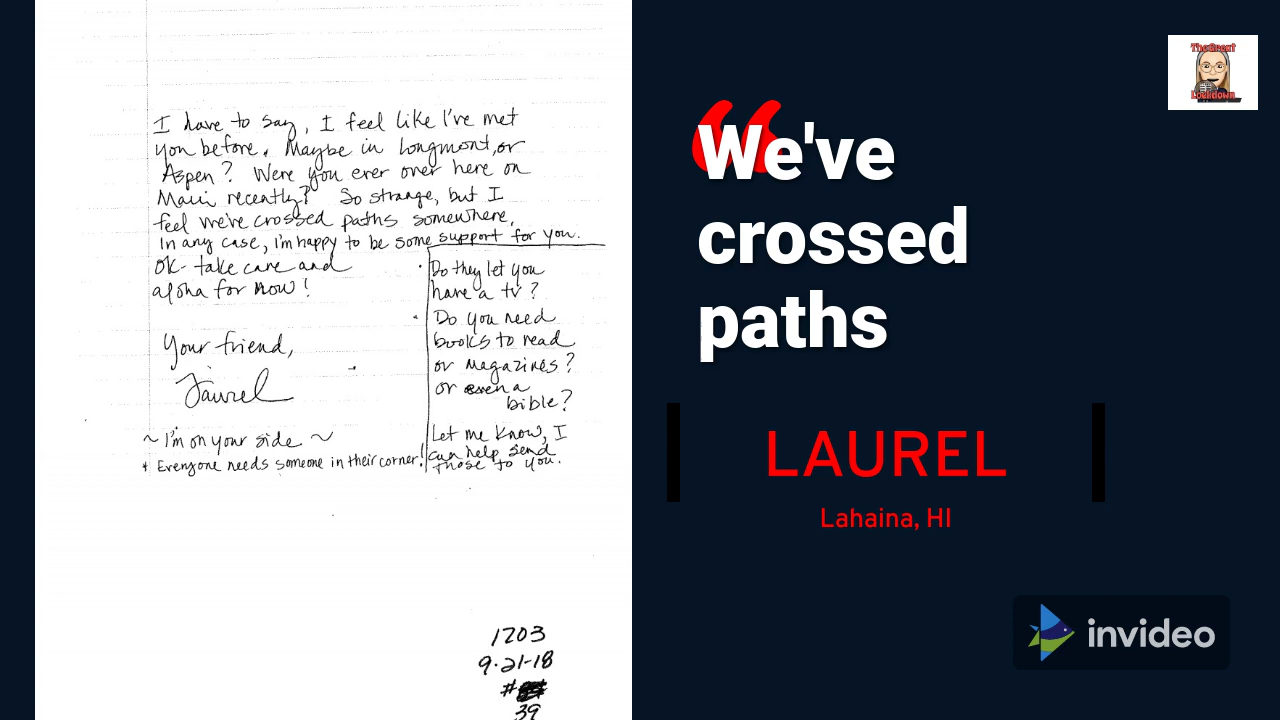 I have to say, I feel like I've met
you before. Maybe in Longmont, or
Aspen? Were you ever over here on
Maui recently? So strange, but I
feel we've crossed paths somewhere.
In any case, i'm happy to be some support for you.
OK take care and
aloha for now!
Your friend,
Laurel
~ I'm on your side ~
* Everyone needs someone in their corner!
Do they let you
have a tv?
Do you need
books to read
or magazines?
or even a
bible?
Let me know, I
can help send
those to you.
1203
9-21-18
#
39
The Great
Lockdown
“
We've
crossed
paths
LAUREL
Lahaina, HI
invideo